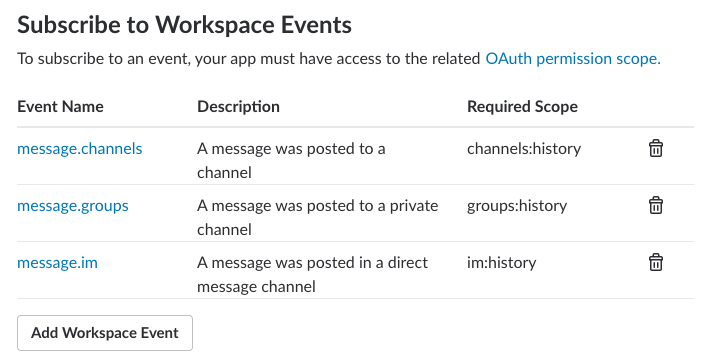 Subscribe to Workspace Events
To subscribe to an event, your app must have access to the related OAuth permission scope.
Event Name Description Required Scope
message.channels A message was posted to a channels:history
channel
message.groups A message was posted to a private groups:history
channel
message.im A message was posted in a direct im:history
message channel
Add Workspace Event